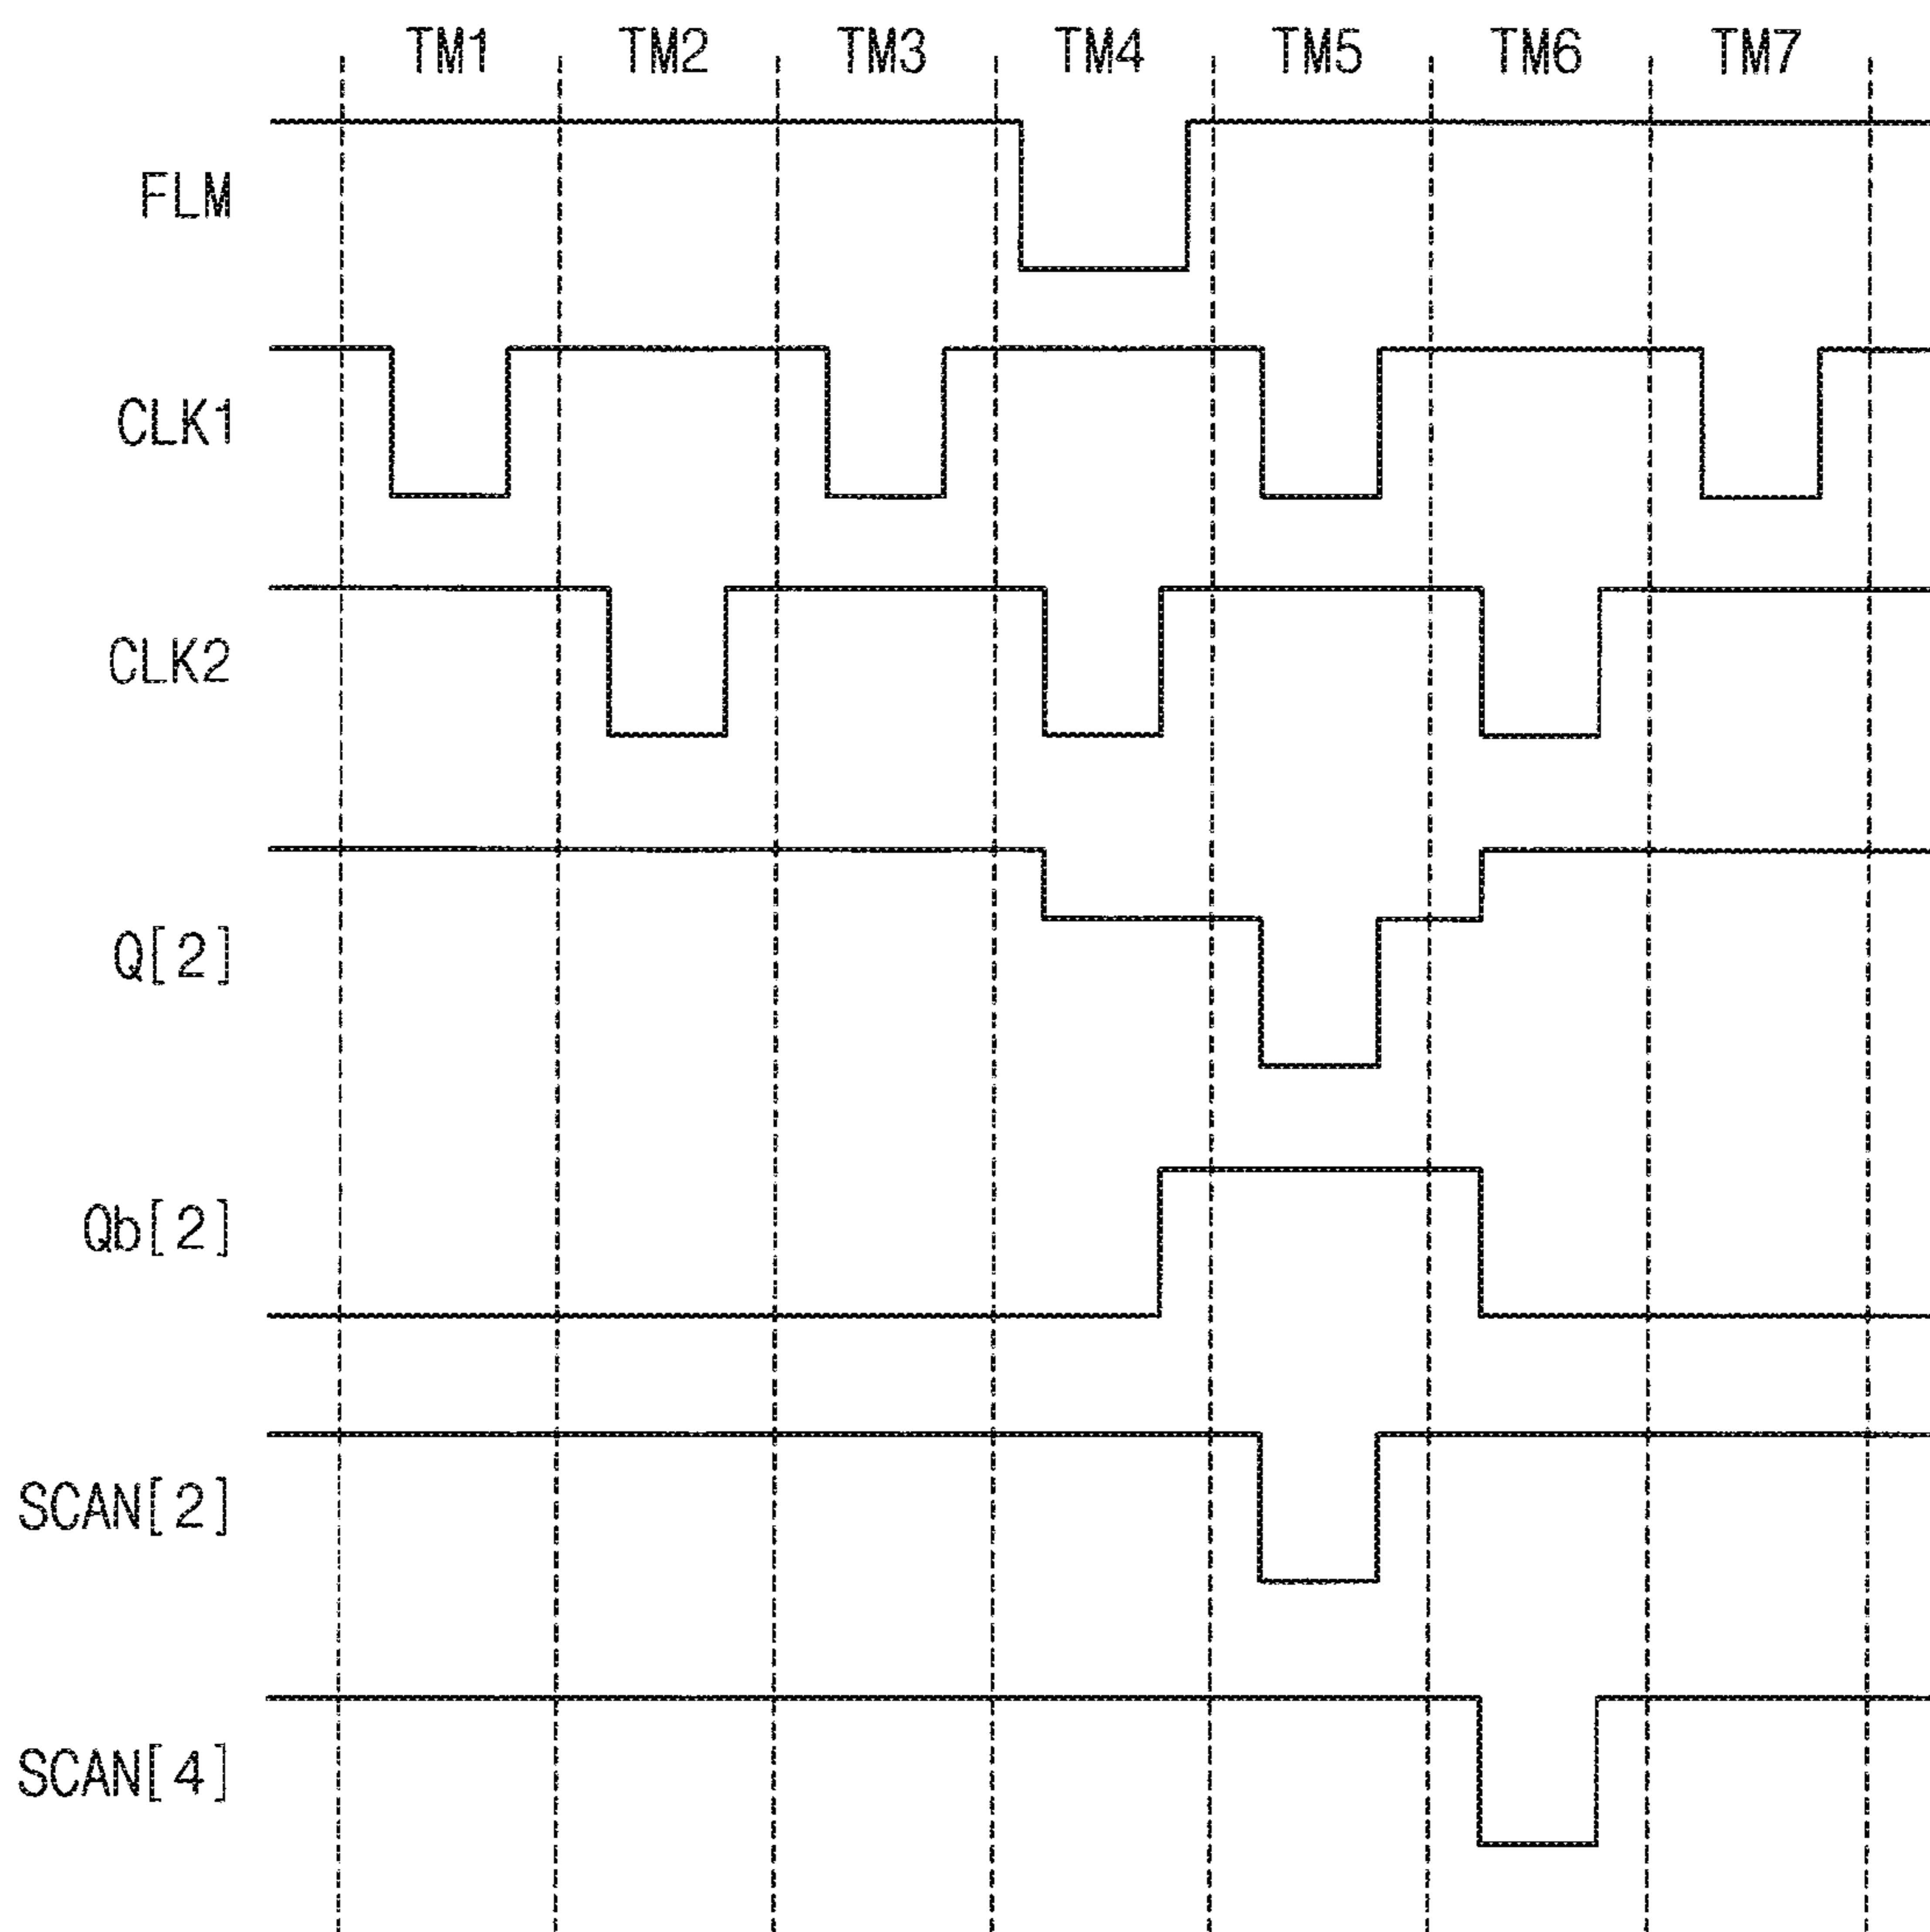 TM1 TM2 TM3 TM4 TM5 TM6 TM7
FLM
CLK1
CLK2
Q[2]
Qb[2]
SCAN[2]
SCAN[4]